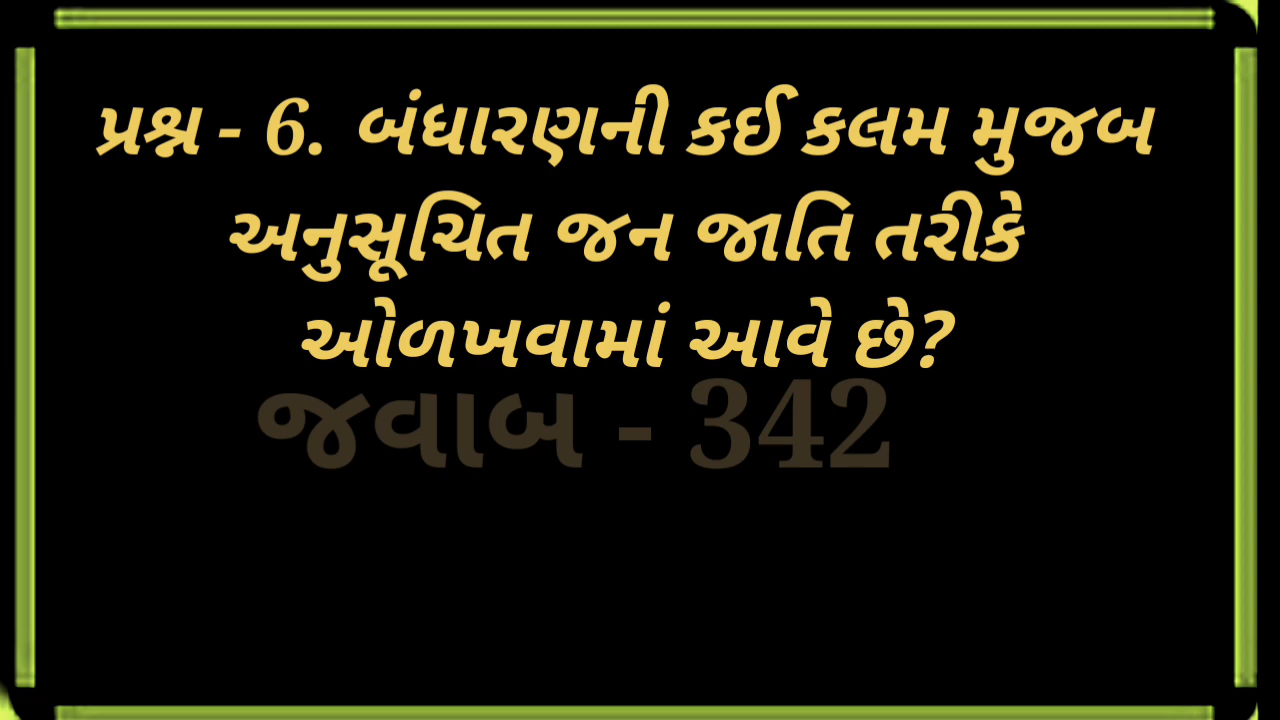 પ્રશ્ન - 6. બંધારણની કઈ કલમ મુજબ
અનુસૂચિત જન જાતિ તરીકે
ઓળખવામાં આવે છે?
જવાબ - 342